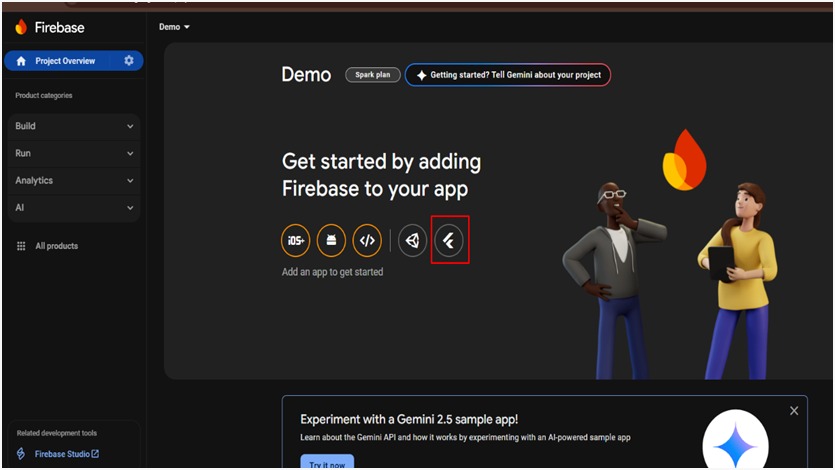 Firebase
Demo
Project Overview
Product categories
Build
Run
Analytics
AI
All products
Related development tools
Firebase Studio
Demo
Spark plan
Getting started? Tell Gemini about your project
Get started by adding
Firebase to your app
iOS+
</>
Add an app to get started
Experiment with a Gemini 2.5 sample app!
Learn about the Gemini API and how it works by experimenting with an AI-powered sample app
Try it now